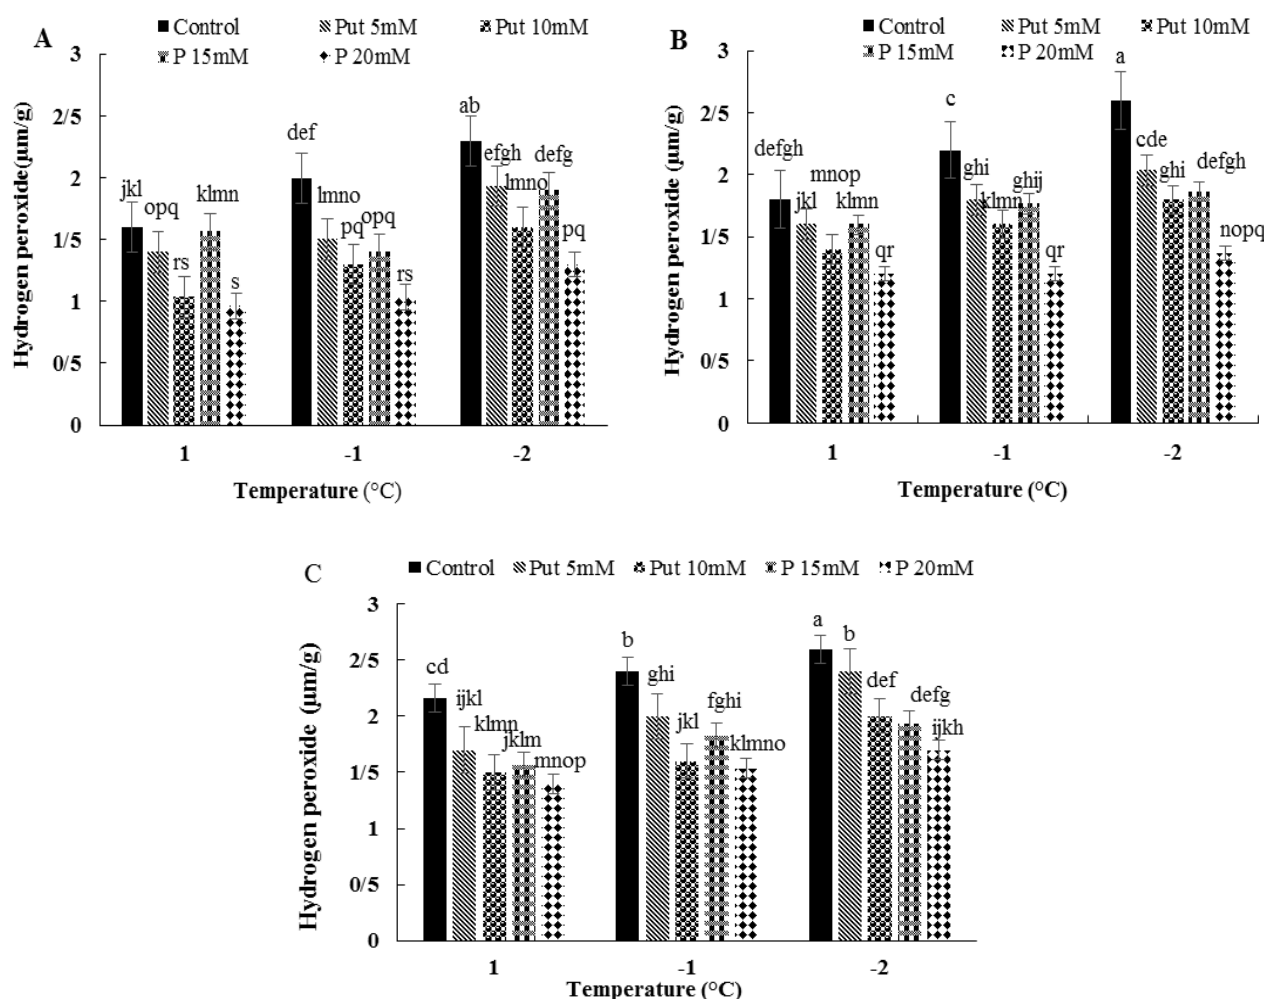 A
Control Put 5mM Put 10mM
P 15mM P 20mM
Hydrogen peroxide(µm/g)
3
2/5
2
1/5
1
0/5
0
jkl opq rs klmn s
def lmno pq opq rs
ab efgh lmno defg pq
1 -1 -2
Temperature (°C)
B
Control Put 5mM Put 10mM
P 15mM P 20mM
Hydrogen peroxide (µm/g)
3
2/5
2
1/5
1
0/5
0
defgh jkl mnop klmn qr
c ghi klmn ghij qr
a cde ghi defgh nopq
1 -1 -2
Temperature (°C)
C
Control Put 5mM Put 10mM P 15mM P 20mM
Hydrogen peroxide (µm/g)
3
2/5
2
1/5
1
0/5
0
cd ijkl klmn jklm mnop
b ghi jkl fghi klmno
a b def defg ijkh
1 -1 -2
Temperature (°C)